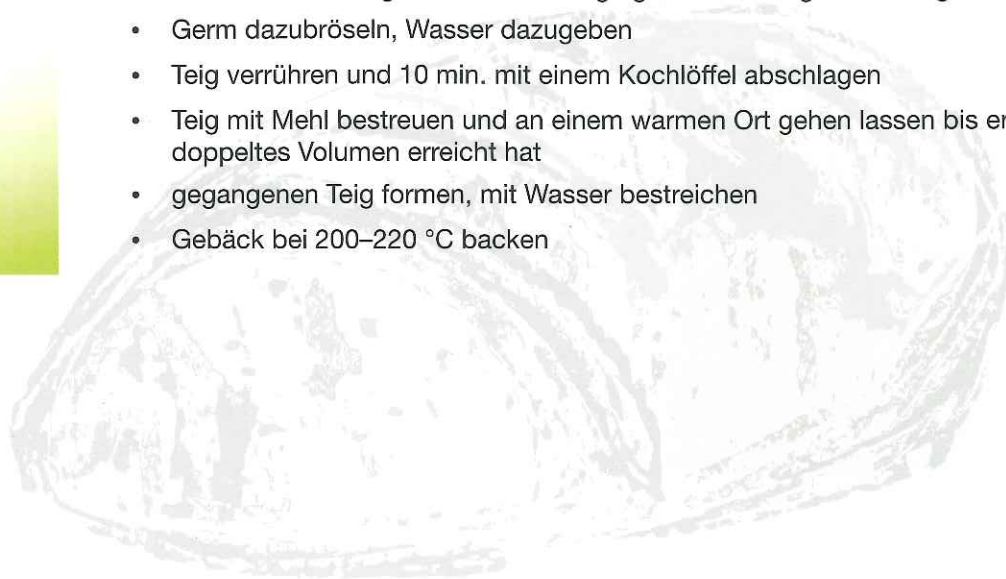 • Germ dazubröseln, Wasser dazugeben
• Teig verrühren und 10 min. mit einem Kochlöffel abschlagen
• Teig mit Mehl bestreuen und an einem warmen Ort gehen lassen bis er
doppeltes Volumen erreicht hat
• gegangenen Teig formen, mit Wasser bestreichen
• Gebäck bei 200–220 °C backen